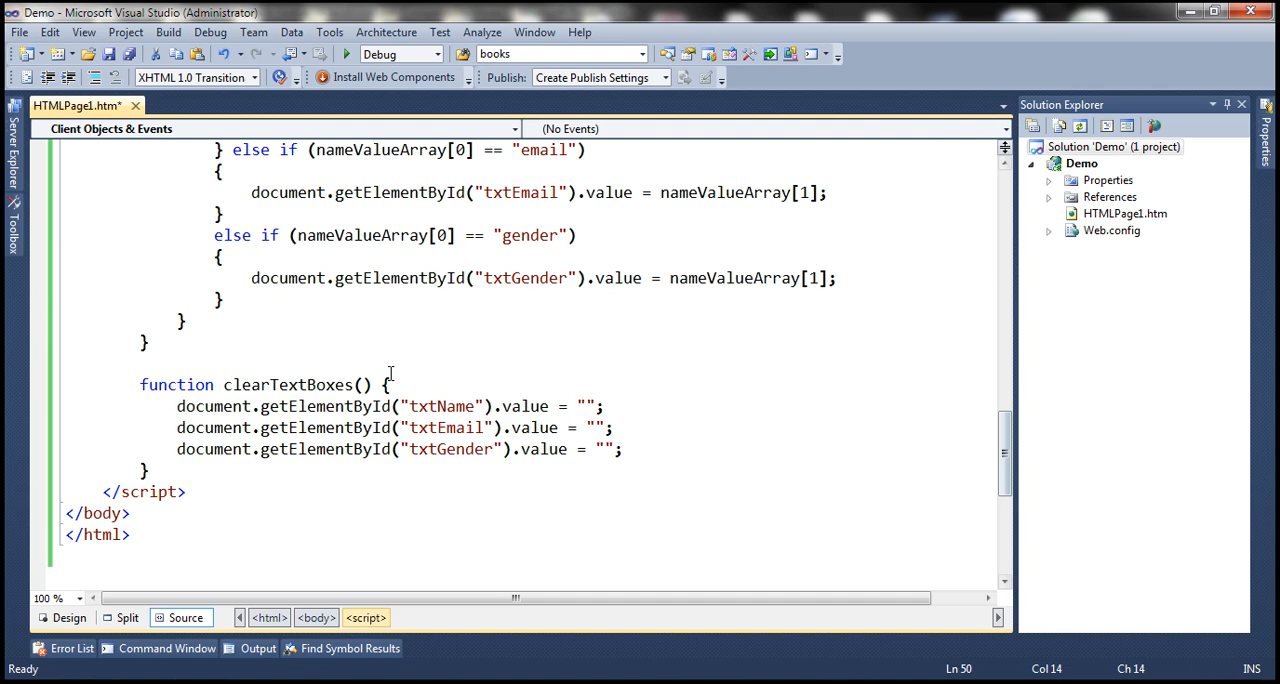 Demo - Microsoft Visual Studio (Administrator)
File Edit View Project Build Debug Team Data Tools Architecture Test Analyze Window Help
Debug books
XHTML 1.0 Transition Install Web Components Publish: Create Publish Settings
HTMLPage1.htm* Solution Explorer
Client Objects & Events (No Events)
Server Explorer
Toolbox
Properties
} else if (nameValueArray[0] == "email")
{
document.getElementById("txtEmail").value = nameValueArray[1];
}
else if (nameValueArray[0] == "gender")
{
document.getElementById("txtGender").value = nameValueArray[1];
}
}
}
function clearTextBoxes() {
document.getElementById("txtName").value = "";
document.getElementById("txtEmail").value = "";
document.getElementById("txtGender").value = "";
}
</script>
</body>
</html>
Solution 'Demo' (1 project)
Demo
Properties
References
HTMLPage1.htm
Web.config
100 %
Design Split Source <html> <body> <script>
Error List Command Window Output Find Symbol Results
Ready Ln 50 Col 14 Ch 14 INS